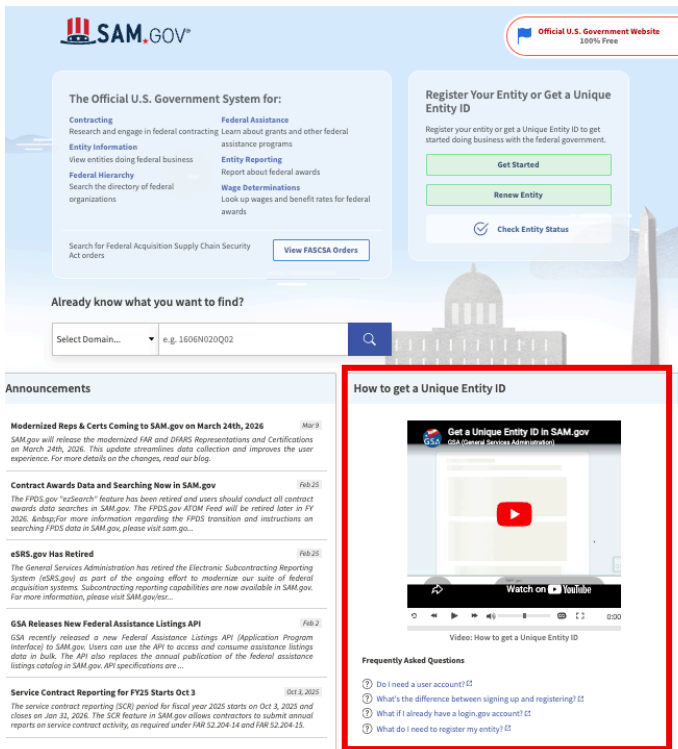 SAM.GOV®
Official U.S. Government Website
100% Free
The Official U.S. Government System for:
Contracting
Research and engage in federal contracting
Entity Information
View entities doing federal business
Federal Hierarchy
Search the directory of federal
organizations
Federal Assistance
Learn about grants and other federal
assistance programs
Entity Reporting
Report about federal awards
Wage Determinations
Look up wages and benefit rates for federal
awards
Search for Federal Acquisition Supply Chain Security
Act orders
View FASCSA Orders
Register Your Entity or Get a Unique
Entity ID
Register your entity or get a Unique Entity ID to get
started doing business with the federal government.
Get Started
Renew Entity
Check Entity Status
Already know what you want to find?
Select Domain...
e.g. 1606N020Q02
Announcements
Modernized Reps & Certs Coming to SAM.gov on March 24th, 2026 Mar 9
SAM.gov will release the modernized FAR and DFARS Representations and Certifications
on March 24th, 2026. This update streamlines data collection and improves the user
experience. For more details on the changes, read our blog.
Contract Awards Data and Searching Now in SAM.gov Feb 25
The FPDS.gov "ezSearch" feature has been retired and users should conduct all contract
awards data searches in SAM.gov. The FPDS.gov ATOM Feed will be retired later in FY
2026. &nbsp;For more information regarding the FPDS transition and instructions on
searching FPDS data in SAM.gov, please visit sam.go...
eSRS.gov Has Retired Feb 25
The General Services Administration has retired the Electronic Subcontracting Reporting
System (eSRS.gov) as part of the ongoing effort to modernize our suite of federal
acquisition systems. Subcontracting reporting capabilities are now available in SAM.gov.
For more information, please visit SAM.gov/esr...
GSA Releases New Federal Assistance Listings API Feb 2
GSA recently released a new Federal Assistance Listings API (Application Program
Interface) to SAM.gov. Users can use the API to access and consume assistance listings
data in bulk. The API also replaces the annual publication of the federal assistance
listings catalog in SAM.gov. API specifications are ...
Service Contract Reporting for FY25 Starts Oct 3 Oct 3, 2025
The service contract reporting (SCR) period for fiscal year 2025 starts on Oct 3, 2025 and
closes on Jan 31, 2026. The SCR feature in SAM.gov allows contractors to submit annual
reports on service contract activity, as required under FAR 52.204-14 and FAR 52.204-15.
How to get a Unique Entity ID
GSA
Get a Unique Entity ID in SAM.gov
GSA (General Services Administration)
Watch on YouTube
0:00
Video: How to get a Unique Entity ID
Frequently Asked Questions
Do I need a user account?
What's the difference between signing up and registering?
What if I already have a login.gov account?
What do I need to register my entity?